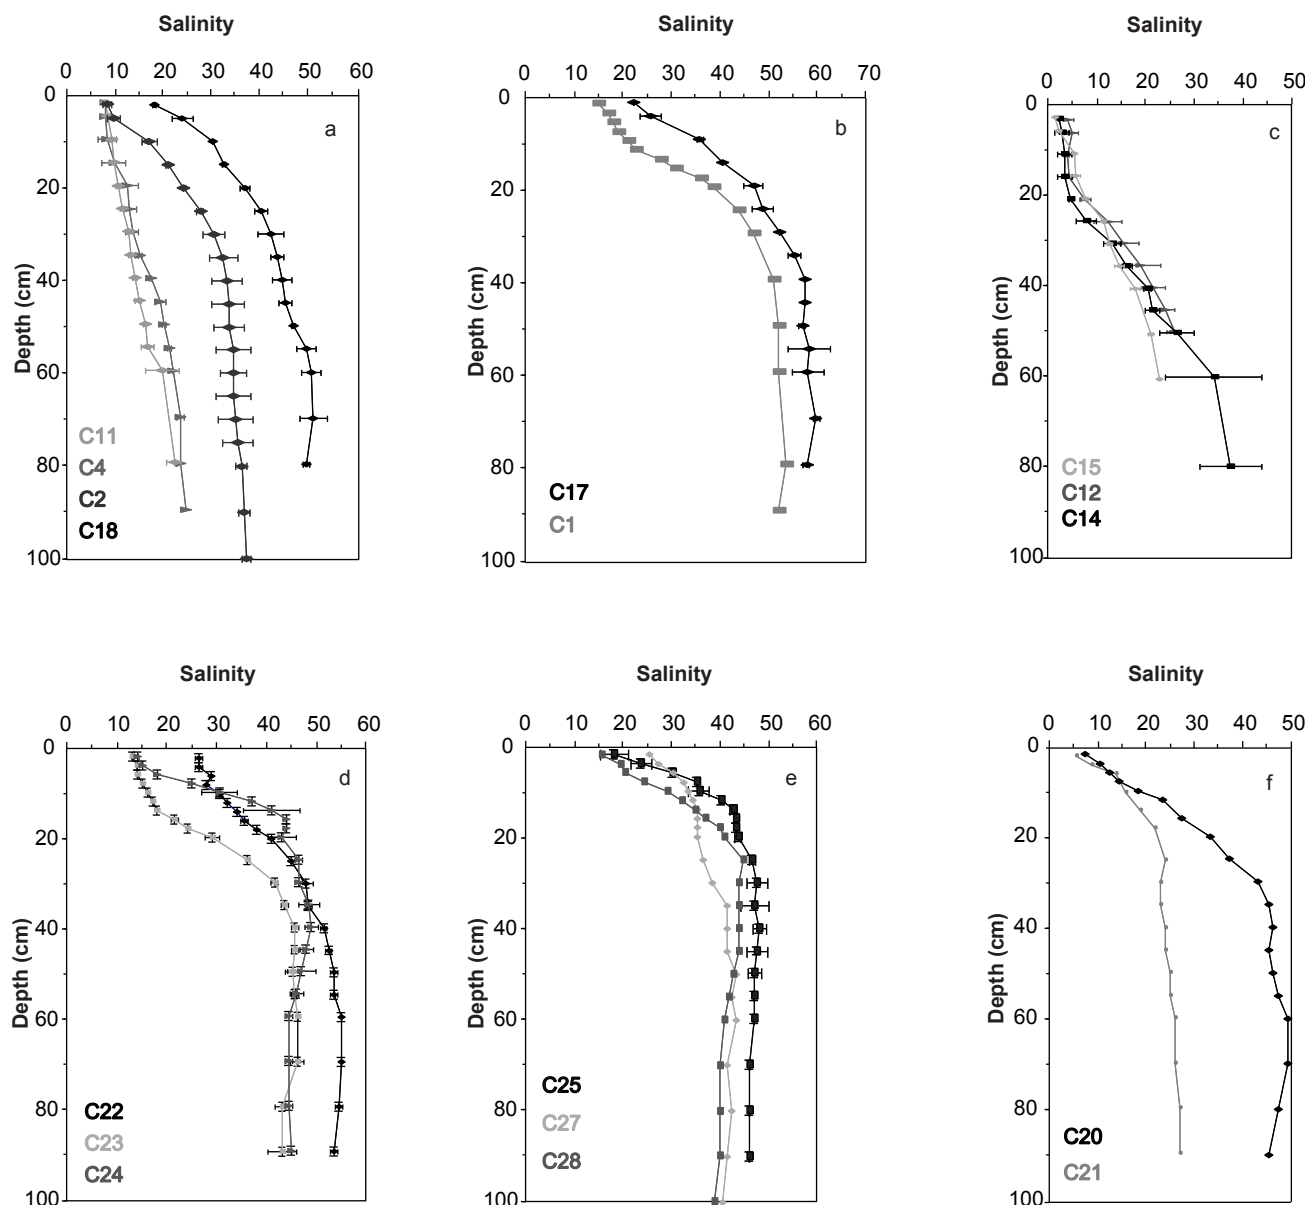 Salinity
0 10 20 30 40 50 60
0
20
40
60
80
100
Depth (cm)
a
C11
C4
C2
C18
Salinity
0 10 20 30 40 50 60 70
0
20
40
60
80
100
Depth (cm)
b
C17
C1
Salinity
0 10 20 30 40 50
0
20
40
60
80
100
Depth (cm)
c
C15
C12
C14
Salinity
0 10 20 30 40 50 60
0
20
40
60
80
100
Depth (cm)
d
C22
C23
C24
Salinity
0 10 20 30 40 50 60
0
20
40
60
80
100
Depth (cm)
e
C25
C27
C28
Salinity
0 10 20 30 40 50
0
20
40
60
80
100
Depth (cm)
f
C20
C21